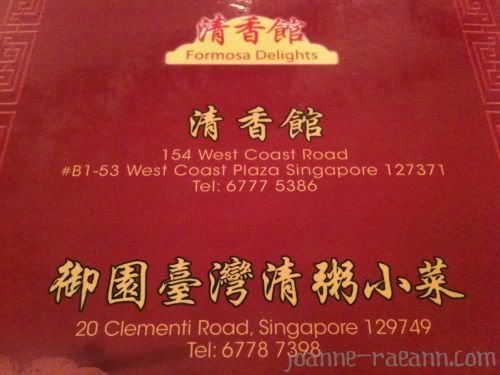 清香館
Formosa Delights
清香館
154 West Coast Road
#B1-53 West Coast Plaza Singapore 127371
Tel: 6777 5386
御園臺灣清粥小菜
20 Clementi Road, Singapore 129749
Tel: 6778 7398
joanne-raeann.com